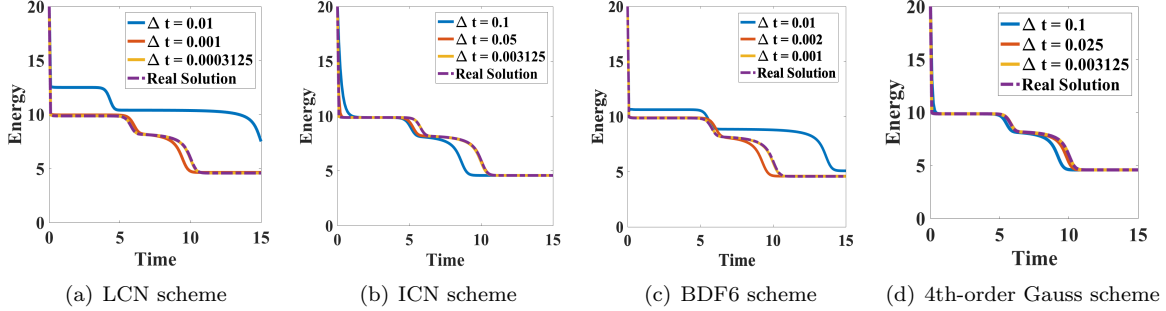 20
15
10
5
0
Energy
Δ t = 0.01
Δ t = 0.001
Δ t = 0.0003125
Real Solution
0 5 10 15
Time
(a) LCN scheme
20
15
10
5
0
Energy
Δ t = 0.1
Δ t = 0.05
Δ t = 0.003125
Real Solution
0 5 10 15
Time
(b) ICN scheme
20
15
10
5
0
Energy
Δ t = 0.01
Δ t = 0.002
Δ t = 0.001
Real Solution
0 5 10 15
Time
(c) BDF6 scheme
20
15
10
5
0
Energy
Δ t = 0.1
Δ t = 0.025
Δ t = 0.003125
Real Solution
0 5 10 15
Time
(d) 4th-order Gauss scheme